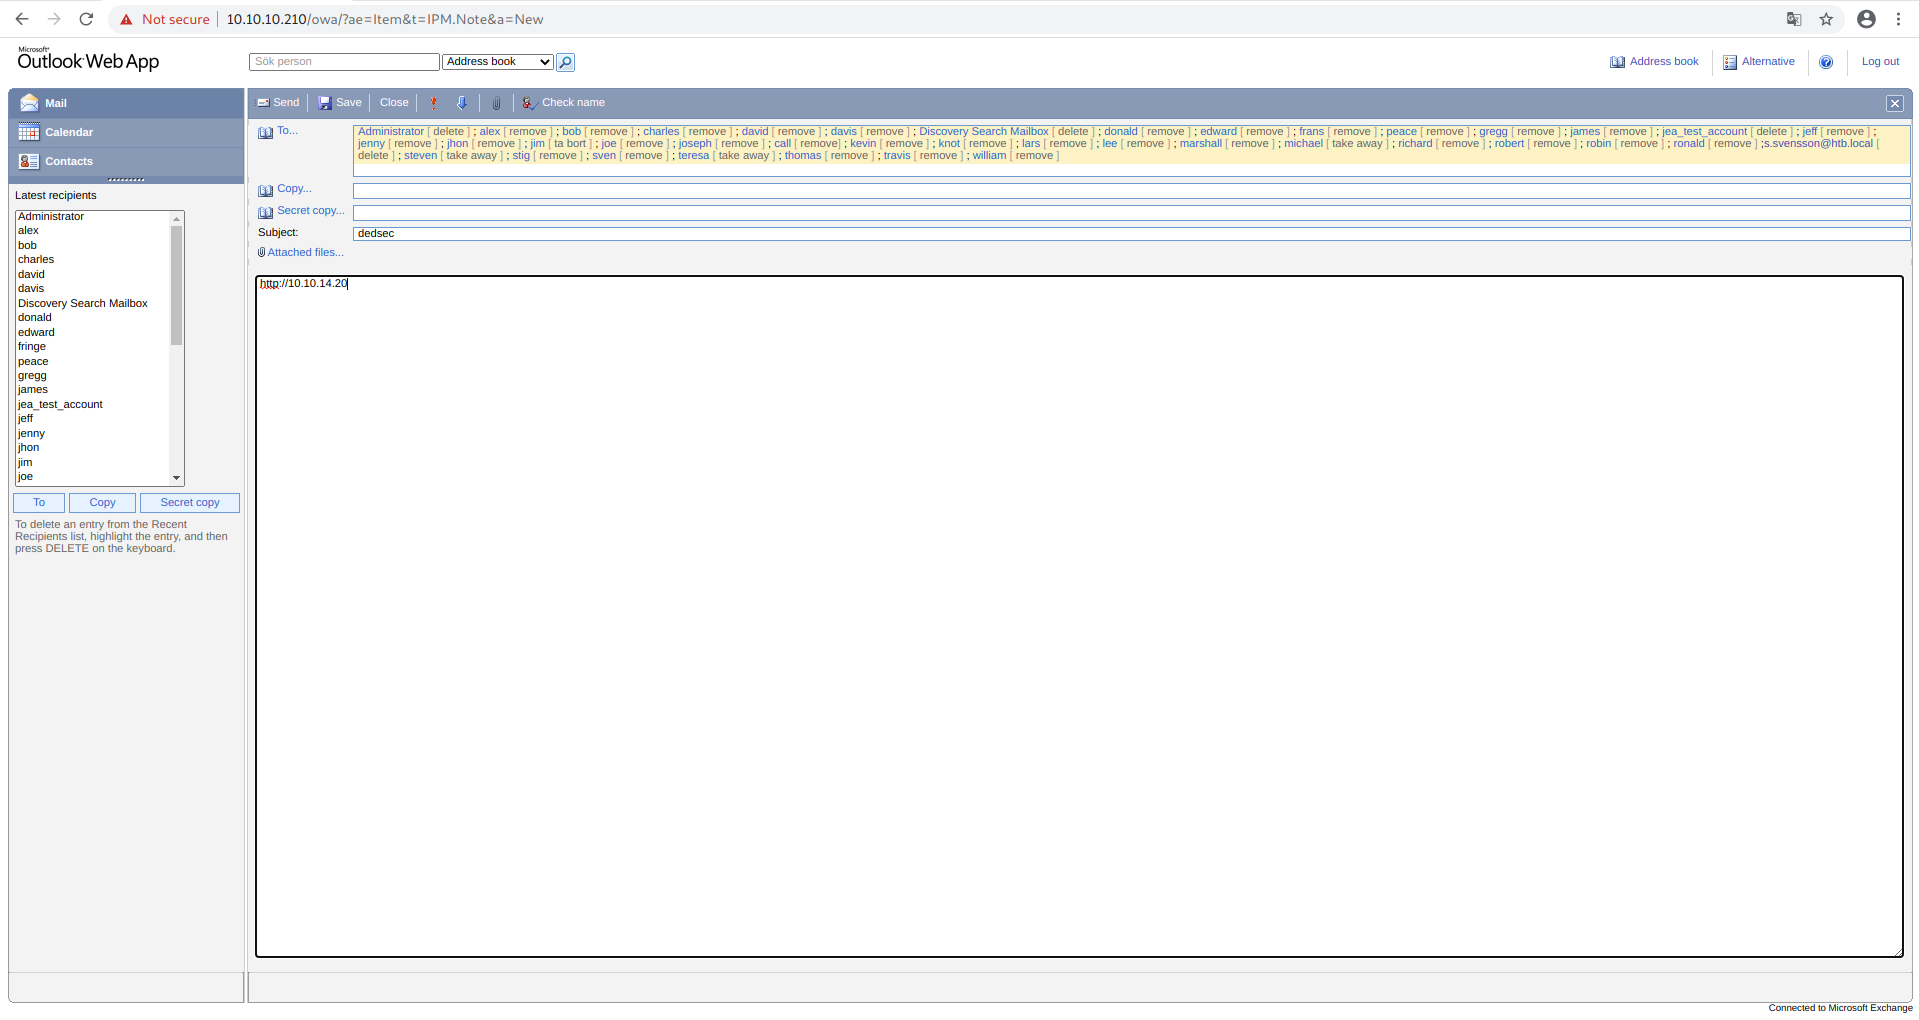 Not secure 10.10.10.210/owa/?ae=Item&t=IPM.Note&a=New
Microsoft®
Outlook Web App
Sök person
Address book
Address book
Alternative
Log out
Mail
Calendar
Contacts
Send
Save
Close
Check name
To...
Administrator [ delete ] ; alex [ remove ] ; bob [ remove ] ; charles [ remove ] ; david [ remove ] ; davis [ remove ] ; Discovery Search Mailbox [ delete ] ; donald [ remove ] ; edward [ remove ] ; frans [ remove ] ; peace [ remove ] ; gregg [ remove ] ; james [ remove ] ; jea_test_account [ delete ] ; jeff [ remove ] ;
jenny [ remove ] ; jhon [ remove ] ; jim [ ta bort ] ; joe [ remove ] ; joseph [ remove ] ; call [ remove] ; kevin [ remove ] ; knot [ remove ] ; lars [ remove ] ; lee [ remove ] ; marshall [ remove ] ; michael [ take away ] ; richard [ remove ] ; robert [ remove ] ; robin [ remove ] ; ronald [ remove ] ;s.svensson@htb.local [
delete ] ; steven [ take away ] ; stig [ remove ] ; sven [ remove ] ; teresa [ take away ] ; thomas [ remove ] ; travis [ remove ] ; william [ remove ]
Copy...
Secret copy...
Subject: dedsec
Attached files...
http://10.10.14.20
Latest recipients
Administrator
alex
bob
charles
david
davis
Discovery Search Mailbox
donald
edward
fringe
peace
gregg
james
jea_test_account
jeff
jenny
jhon
jim
joe
To
Copy
Secret copy
To delete an entry from the Recent
Recipients list, highlight the entry, and then
press DELETE on the keyboard.
Connected to Microsoft Exchange